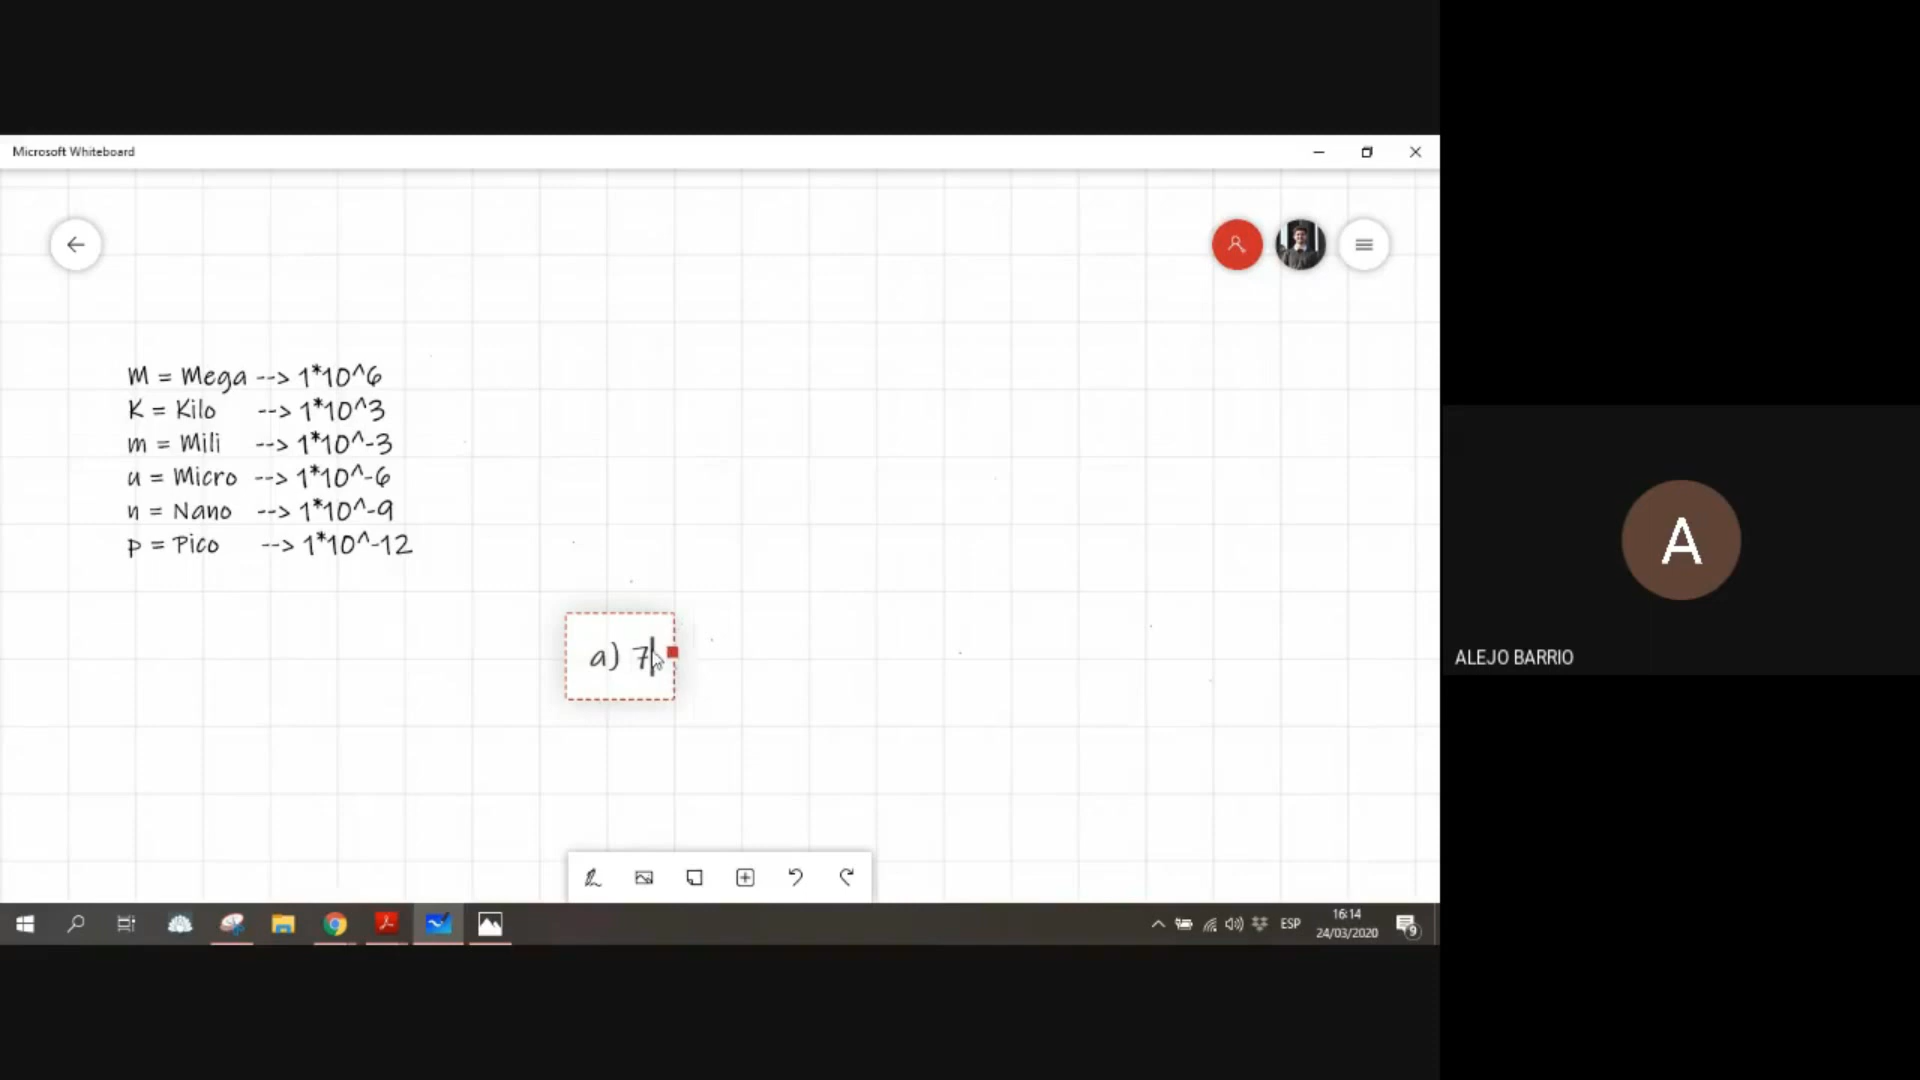 Microsoft Whiteboard
M = Mega --> 1*10^6
K = Kilo --> 1*10^3
m = Mili --> 1*10^-3
u = Micro --> 1*10^-6
n = Nano --> 1*10^-9
p = Pico --> 1*10^-12
a) 7
A
ALEJO BARRIO
ESP
16:14
24/03/2020
9